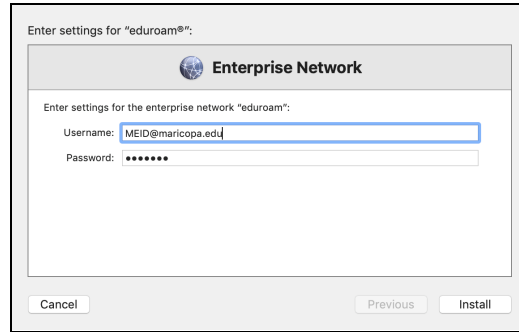 Enter settings for “eduroam®”:
Enterprise Network
Enter settings for the enterprise network “eduroam”:
Username: MEID@maricopa.edu
Password: •••••••
Cancel Previous Install